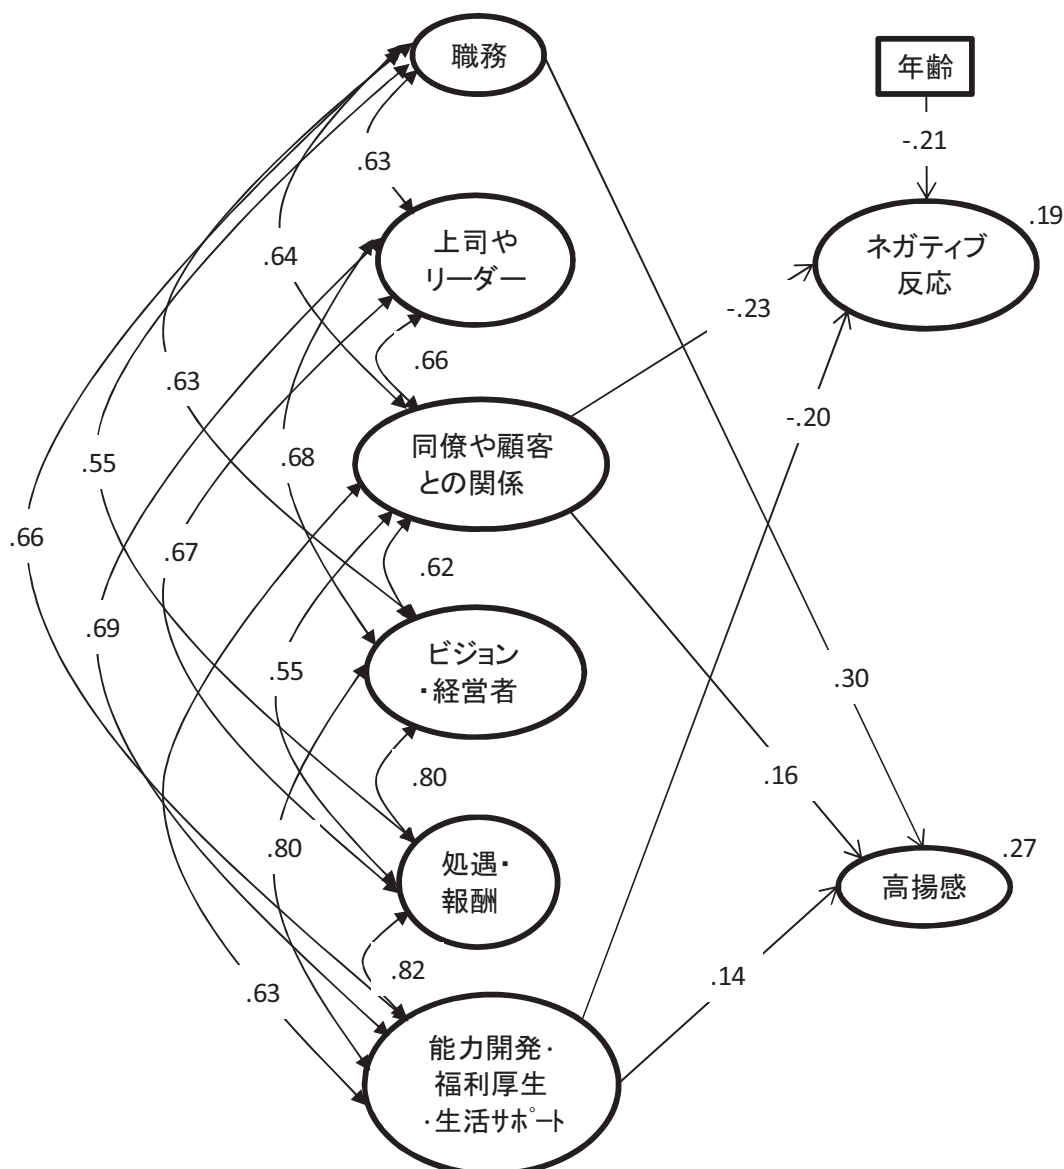 職務
年齢
-.21
.63
.19
上司や
リーダー
ネガティブ
反応
.64
-.23
.66
.63
-.20
同僚や顧客
との関係
.55
.68
.66
.67
.62
.69
ビジョン
・経営者
.55
.30
.80
.16
.80
処遇・
報酬
.27
高揚感
.82
.14
.63
能力開発・
福利厚生
・生活サポート